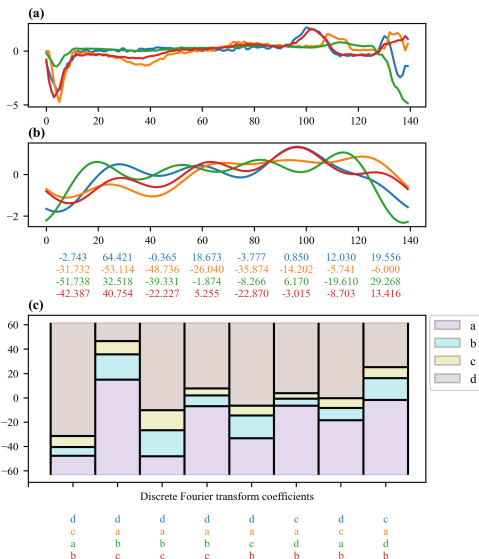 (a)
0
−5
0 20 40 60 80 100 120 140
(b)
0
−2
0 20 40 60 80 100 120 140
-2.743 64.421 -0.365 18.673 -3.777 0.850 12.030 19.556
-31.732 -53.114 -48.736 -26.040 -35.874 -14.202 -5.741 -6.000
-51.738 32.518 -39.331 -1.874 -8.266 6.170 -19.610 29.268
-42.387 40.754 -22.227 5.255 -22.870 -3.015 -8.703 13.416
(c)
60
40
20
0
−20
−40
−60
a
b
c
d
Discrete Fourier transform coefficients
d d d d d c d c
c a a a a a c a
a b b b c d a d
b c c c b b b b